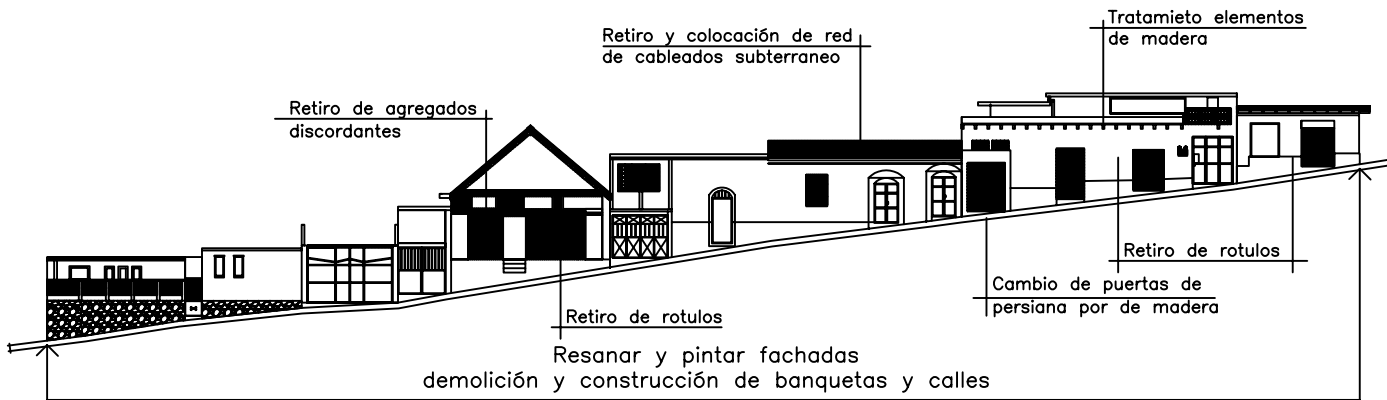 Tratamieto elementos
de madera
Retiro y colocación de red
de cableados subterraneo
Retiro de agregados
discordantes
Retiro de rotulos
Cambio de puertas de
persiana por de madera
Retiro de rotulos
Resanar y pintar fachadas
demolición y construcción de banquetas y calles